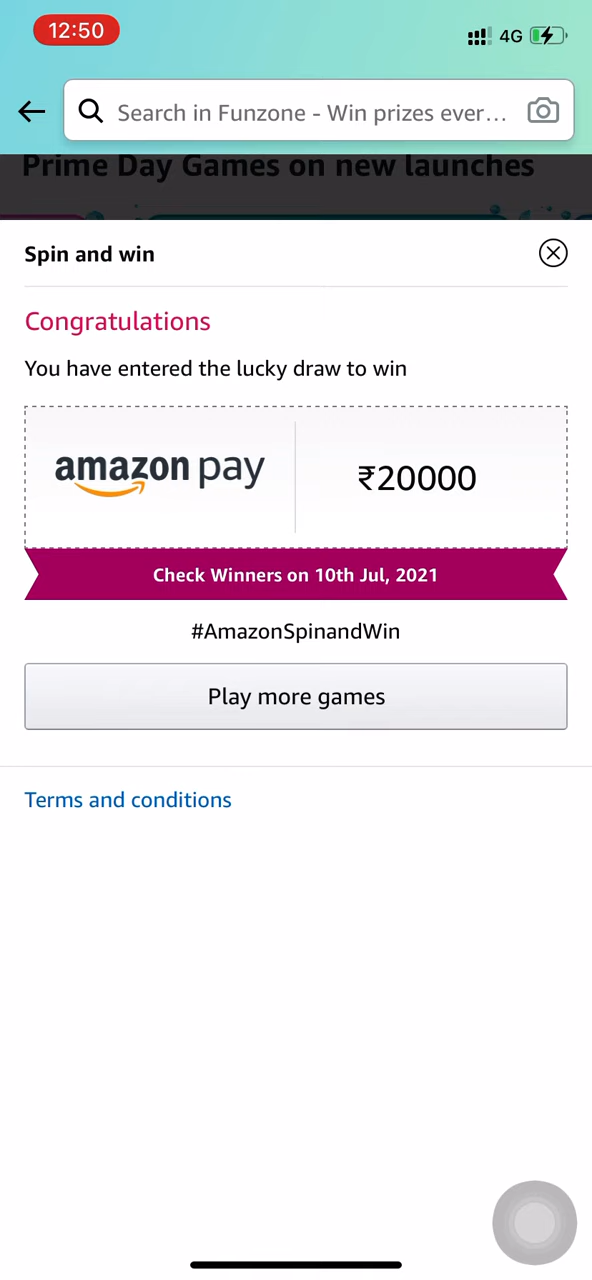 12:50
4G
Search in Funzone - Win prizes ever...
Prime Day Games on new launches
Spin and win
Congratulations
You have entered the lucky draw to win
amazon pay
₹20000
Check Winners on 10th Jul, 2021
#AmazonSpinandWin
Play more games
Terms and conditions